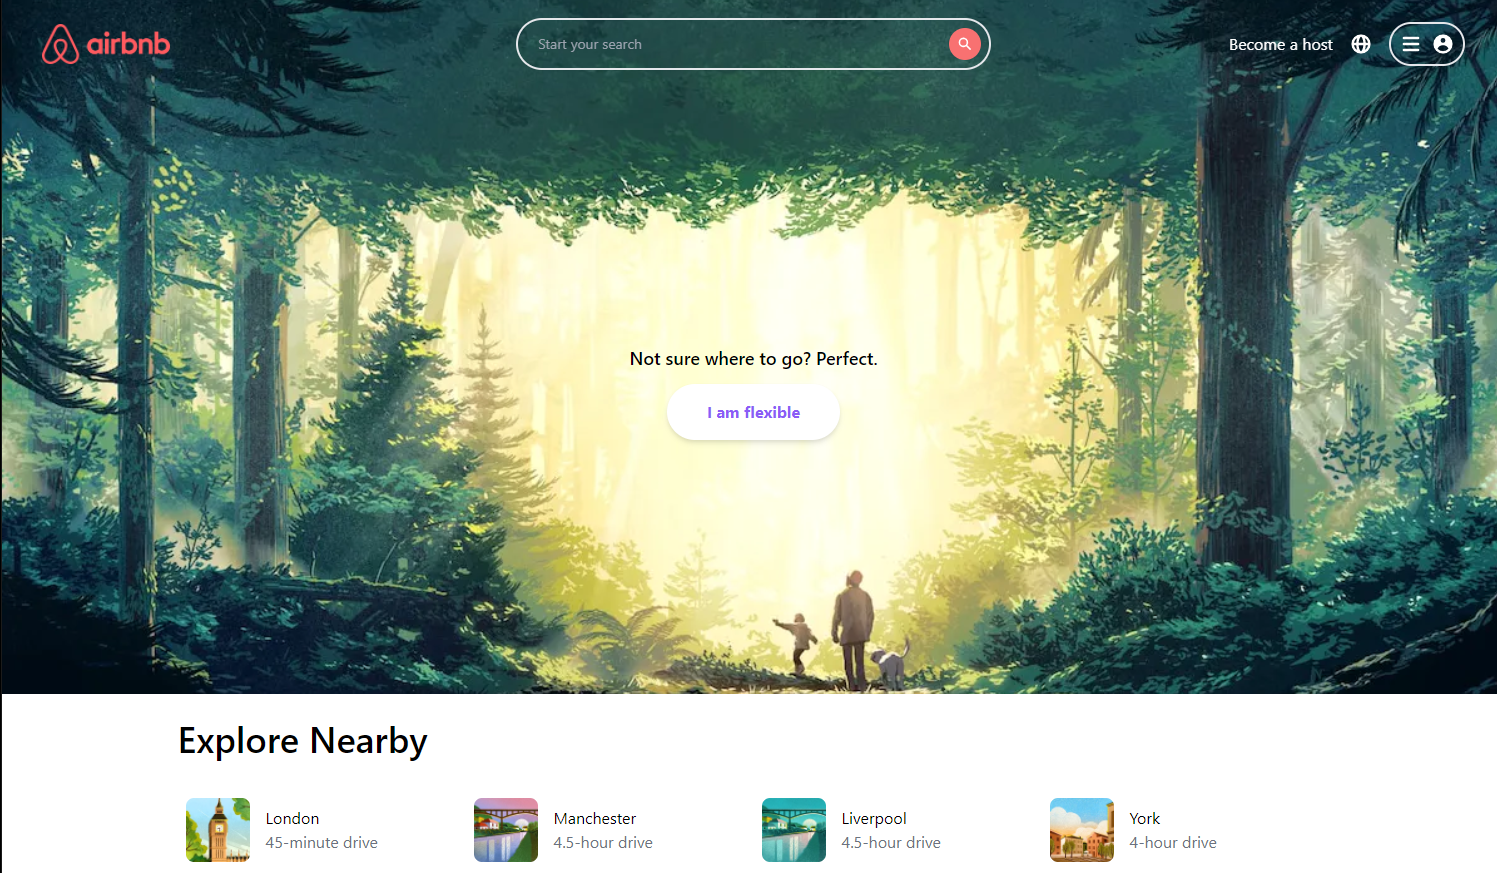 airbnb
Start your search
Become a host
Not sure where to go? Perfect.
I am flexible
Explore Nearby
London
45-minute drive
Manchester
4.5-hour drive
Liverpool
4.5-hour drive
York
4-hour drive